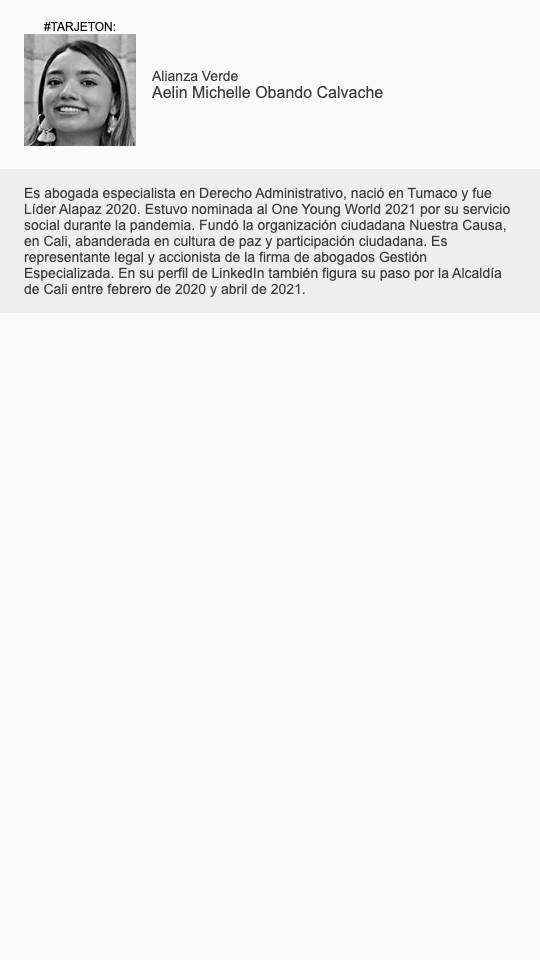 #TARJETON:
Alianza Verde
Aelin Michelle Obando Calvache
Es abogada especialista en Derecho Administrativo, nació en Tumaco y fue
Líder Alapaz 2020. Estuvo nominada al One Young World 2021 por su servicio
social durante la pandemia. Fundó la organización ciudadana Nuestra Causa,
en Cali, abanderada en cultura de paz y participación ciudadana. Es
representante legal y accionista de la firma de abogados Gestión
Especializada. En su perfil de LinkedIn también figura su paso por la Alcaldía
de Cali entre febrero de 2020 y abril de 2021.